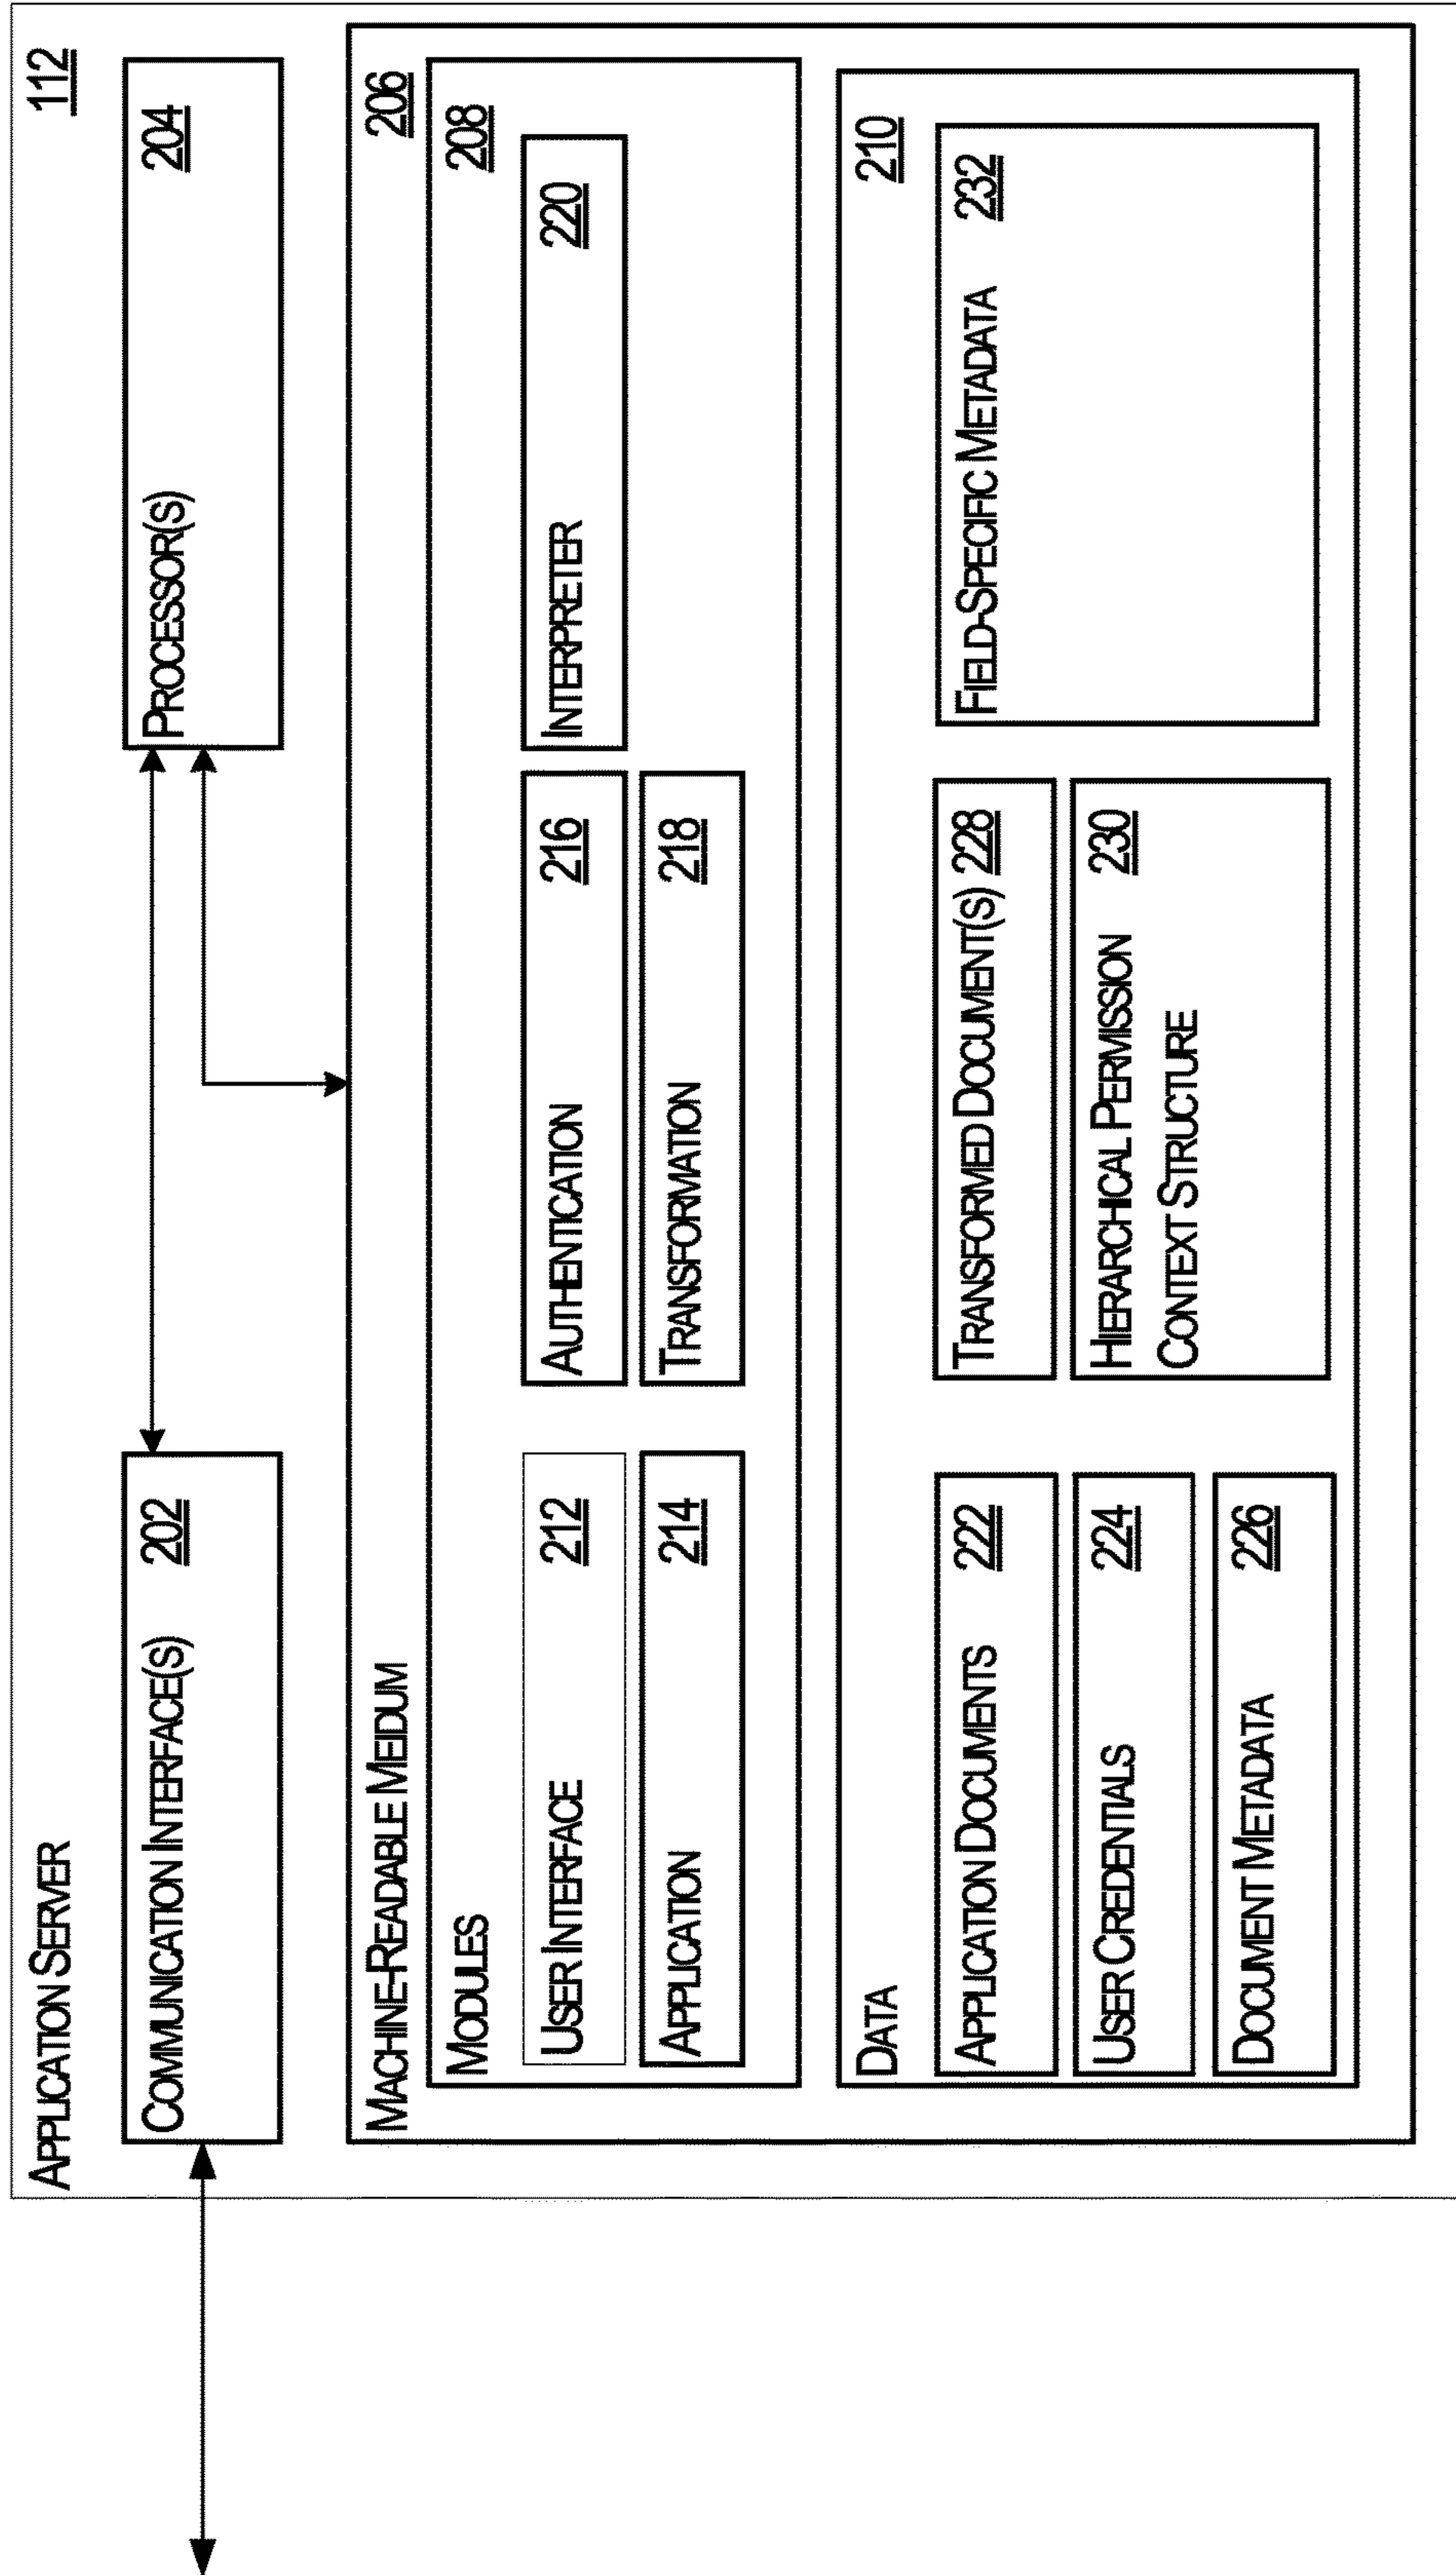 APPLICATION SERVER 112
COMMUNICATION INTERFACE(S) 202
PROCESSOR(S) 204
MACHINE-READABLE MEIDUM 206
MODULES 208
USER INTERFACE 212
AUTHENTICATION 216
INTERPRETER 220
APPLICATION 214
TRANSFORMATION 218
DATA 210
APPLICATION DOCUMENTS 222
TRANSFORMED DOCUMENT(S) 228
FIELD-SPECIFIC METADATA 232
USER CREDENTIALS 224
HIERARCHICAL PERMISSION 230
CONTEXT STRUCTURE
DOCUMENT METADATA 226